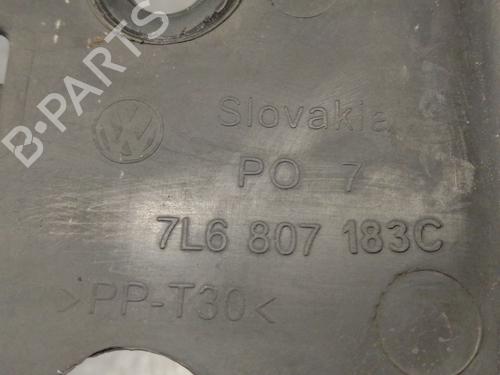 B-PARTS
Slovakia
PO 7
7L6 807 183C
>PP-T30<